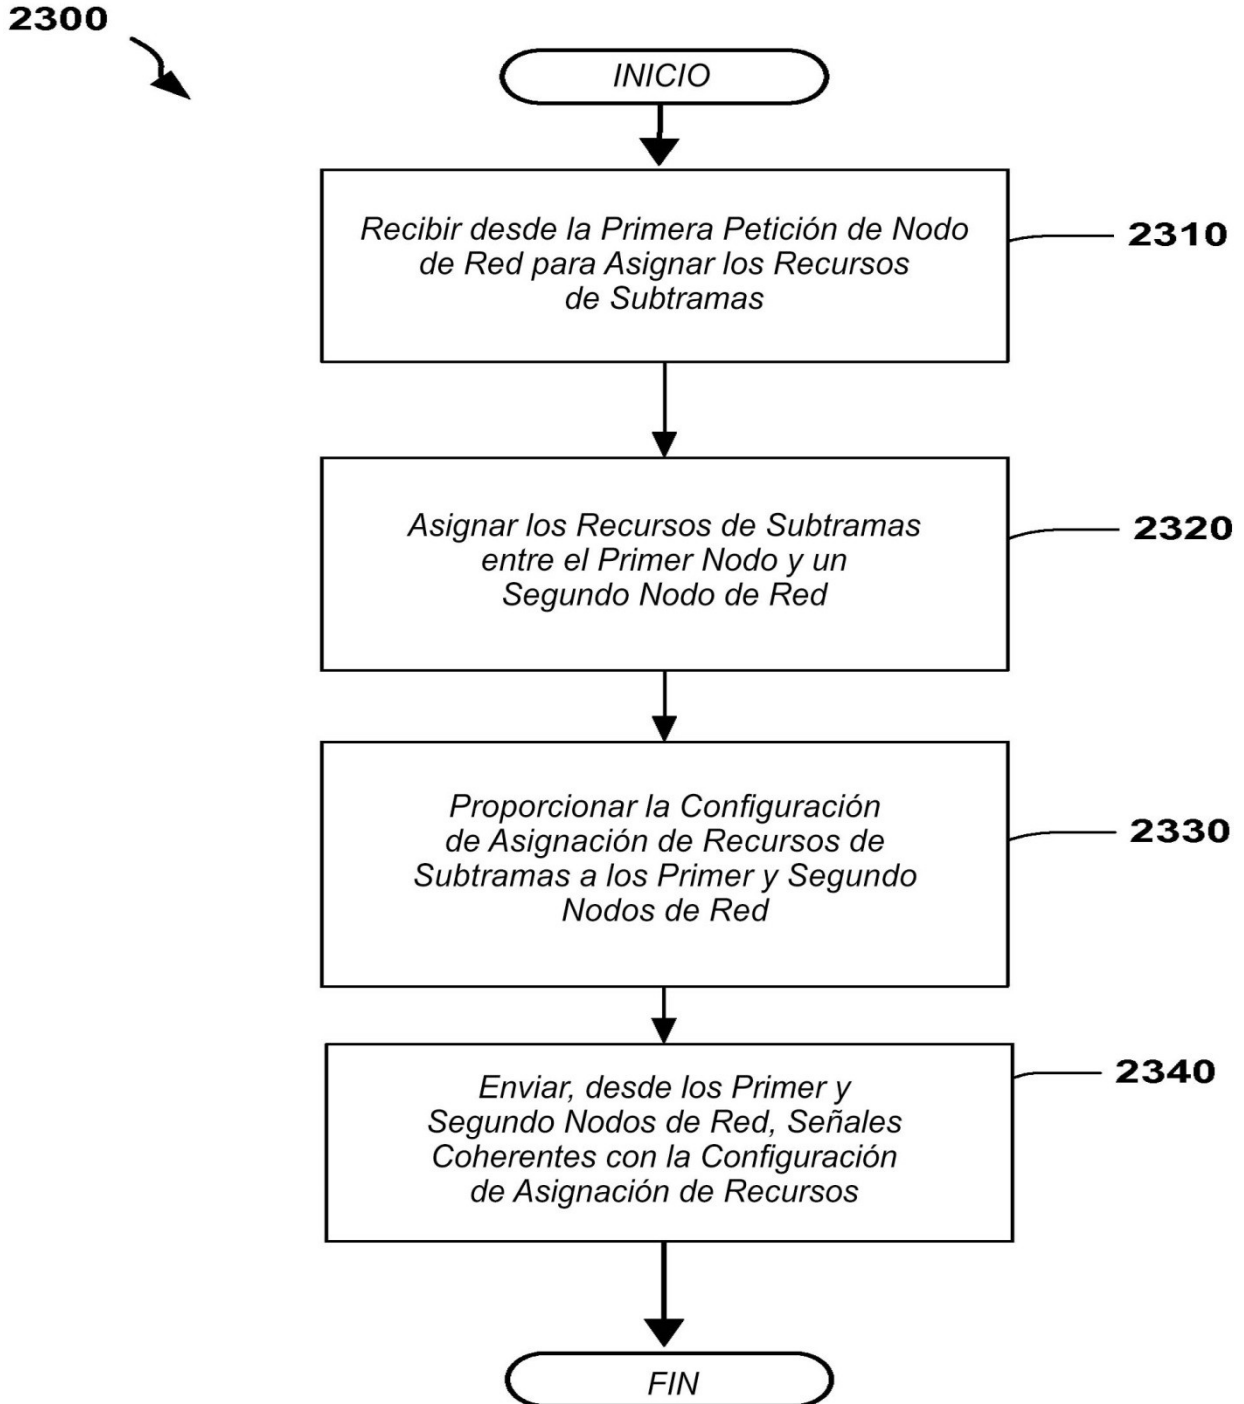 2300
INICIO
Recibir desde la Primera Petición de Nodo
de Red para Asignar los Recursos
de Subtramas
2310
Asignar los Recursos de Subtramas
entre el Primer Nodo y un
Segundo Nodo de Red
2320
Proporcionar la Configuración
de Asignación de Recursos de
Subtramas a los Primer y Segundo
Nodos de Red
2330
Enviar, desde los Primer y
Segundo Nodos de Red, Señales
Coherentes con la Configuración
de Asignación de Recursos
2340
FIN